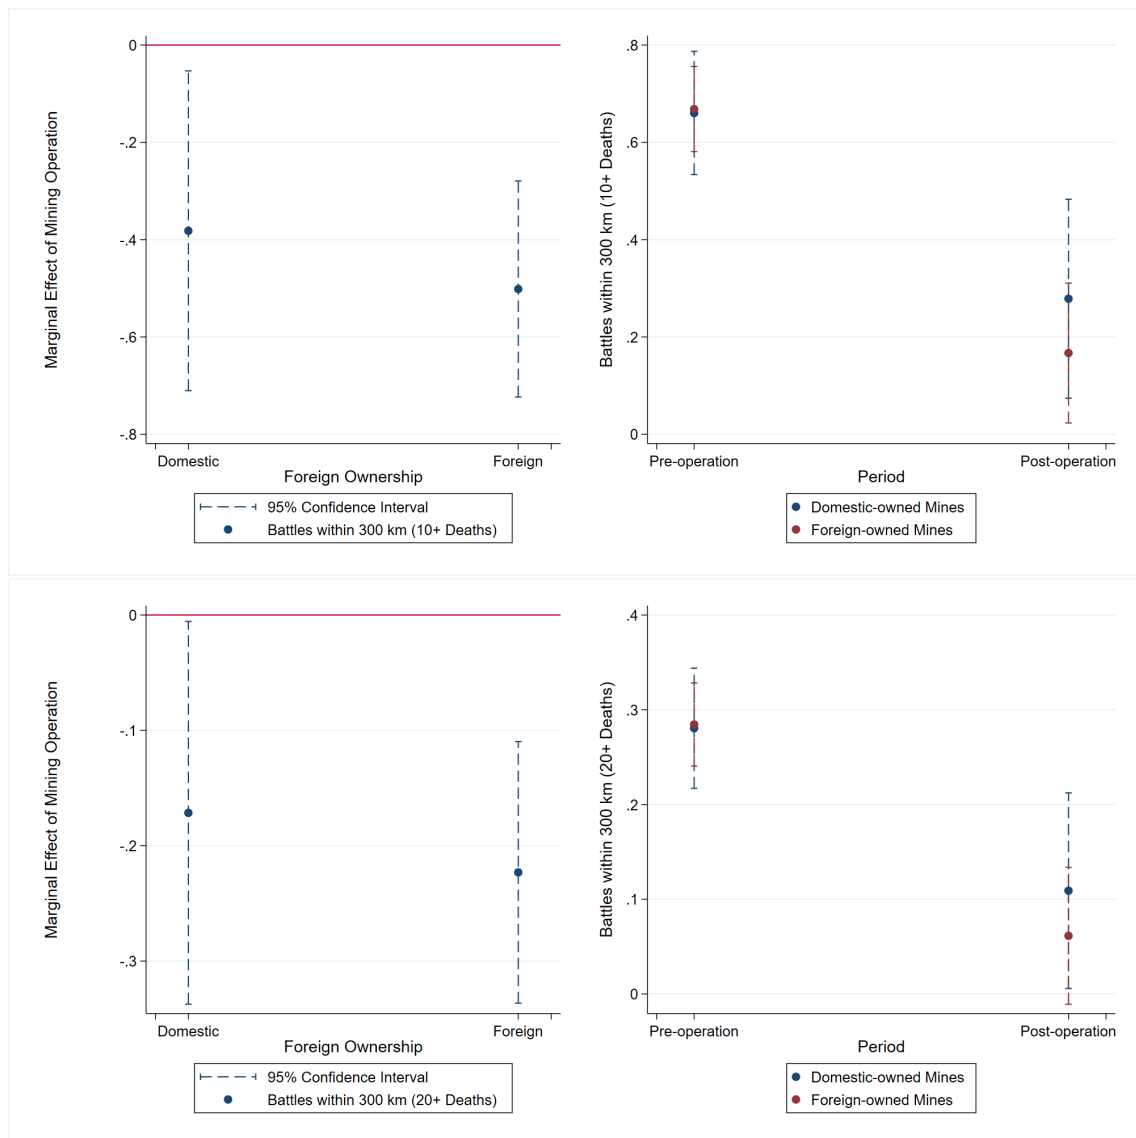 Marginal Effect of Mining Operation
0
-.2
-.4
-.6
-.8
Domestic
Foreign
Foreign Ownership
95% Confidence Interval
Battles within 300 km (10+ Deaths)
Battles within 300 km (10+ Deaths)
.8
.6
.4
.2
0
Pre-operation
Post-operation
Period
Domestic-owned Mines
Foreign-owned Mines
Marginal Effect of Mining Operation
0
-.1
-.2
-.3
Domestic
Foreign
Foreign Ownership
95% Confidence Interval
Battles within 300 km (20+ Deaths)
Battles within 300 km (20+ Deaths)
.4
.3
.2
.1
0
Pre-operation
Post-operation
Period
Domestic-owned Mines
Foreign-owned Mines